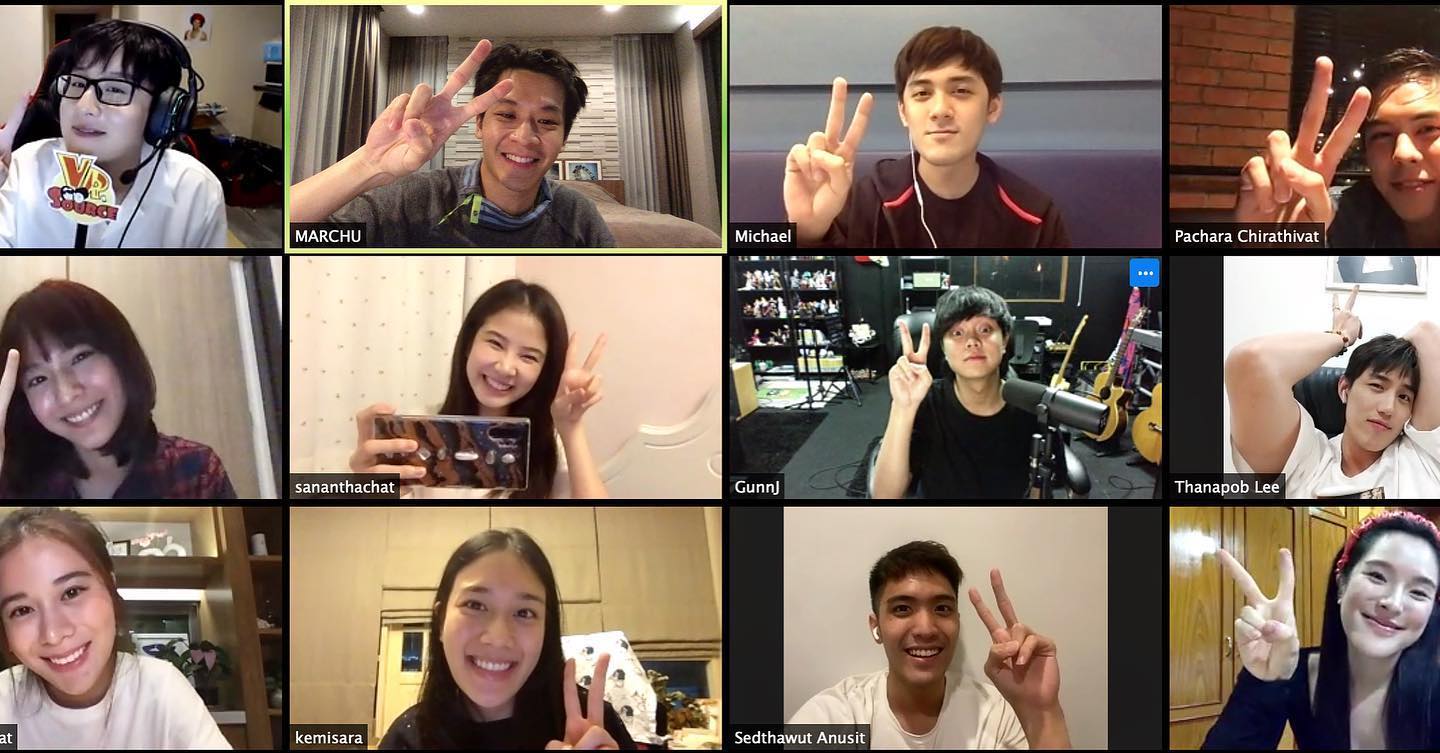 VR
SOURCE
MARCHU
Michael
Pachara Chirathivat
sananthachat
GunnJ
Thanapob Lee
at
kemisara
Sedthawut Anusit